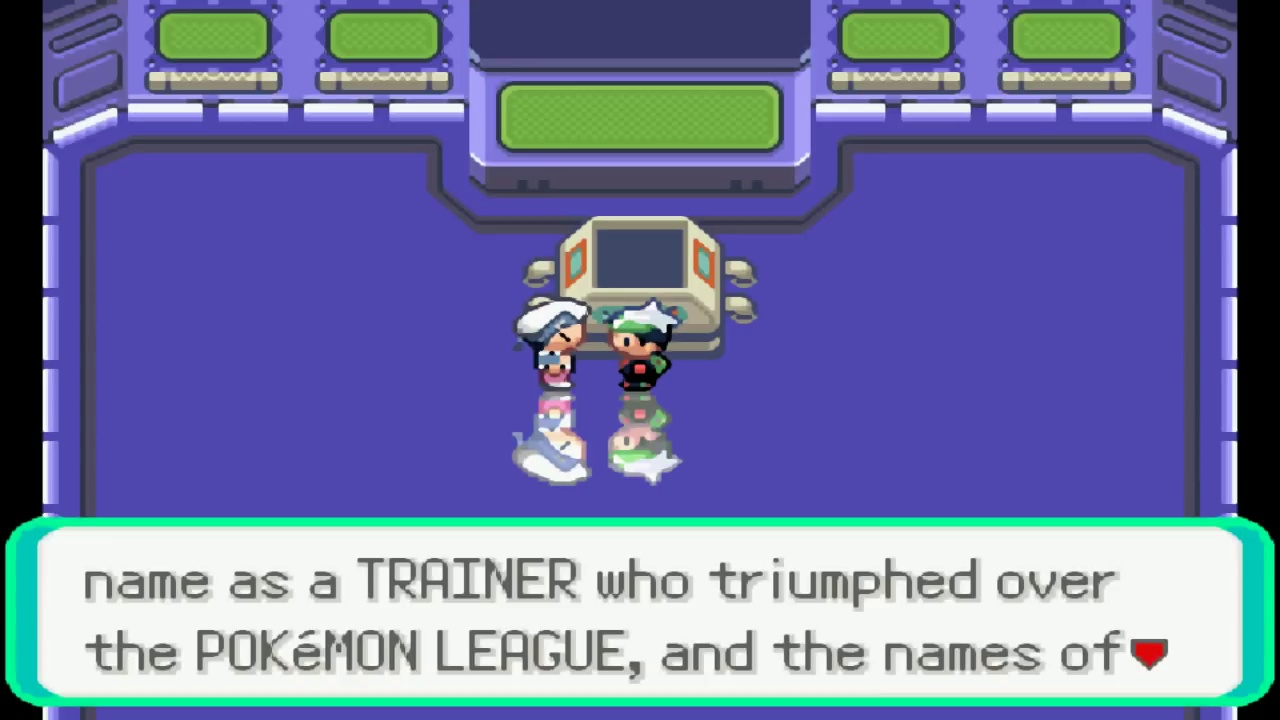 name as a TRAINER who triumphed over
the POKéMON LEAGUE, and the names of